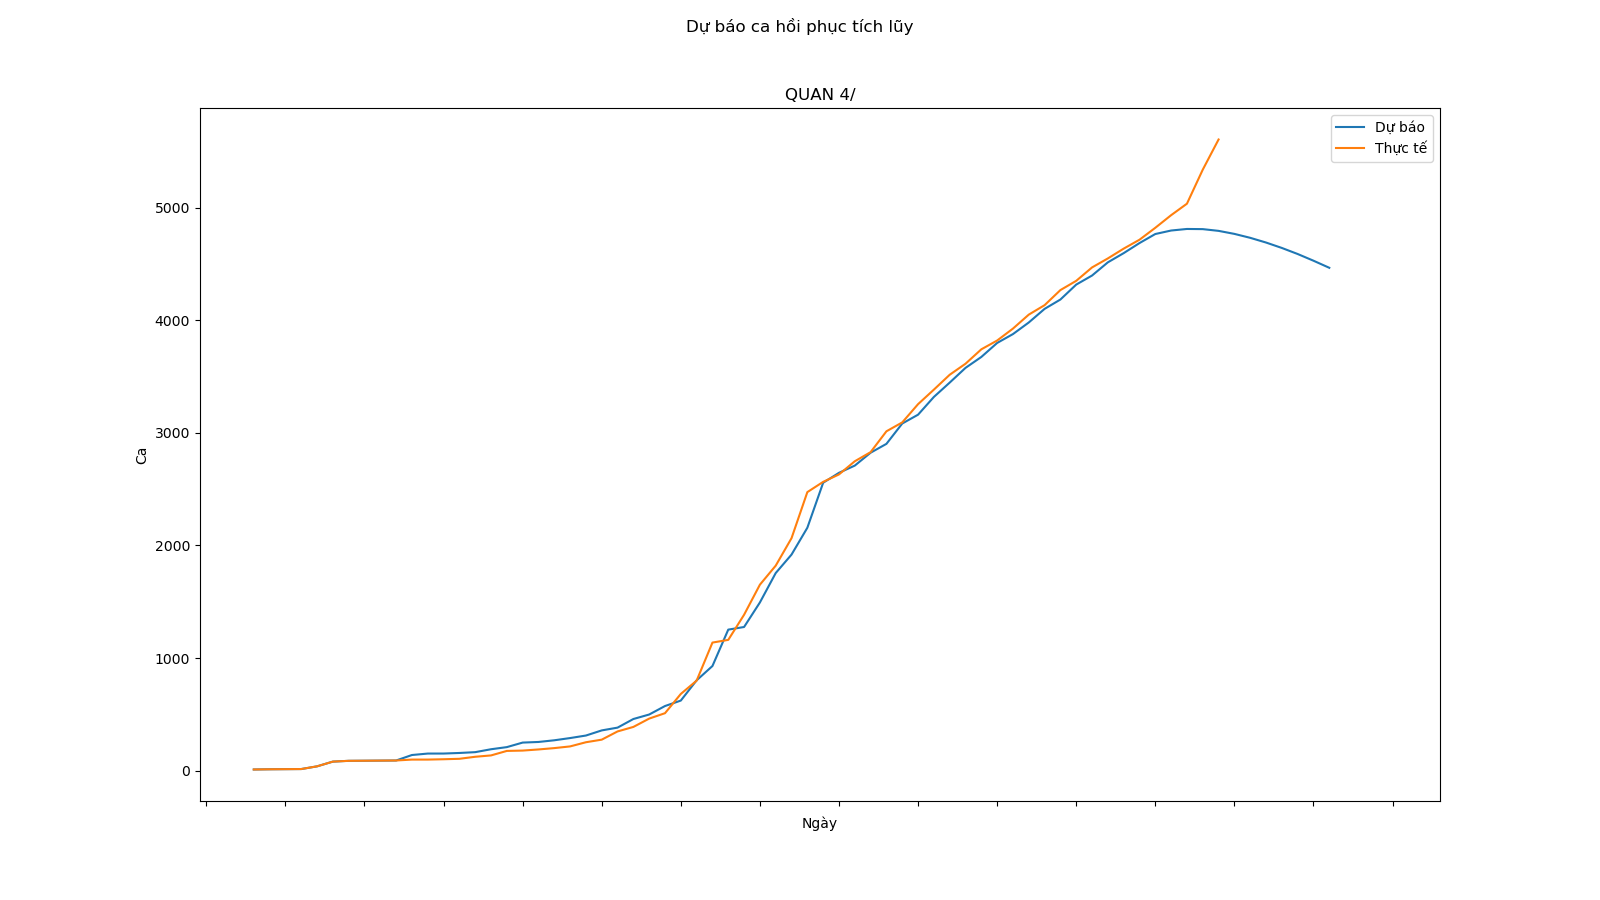 Dự báo ca hồi phục tích lũy
QUAN 4/
Dự báo
Thực tế
5000
4000
3000
2000
1000
0
Ca
Ngày